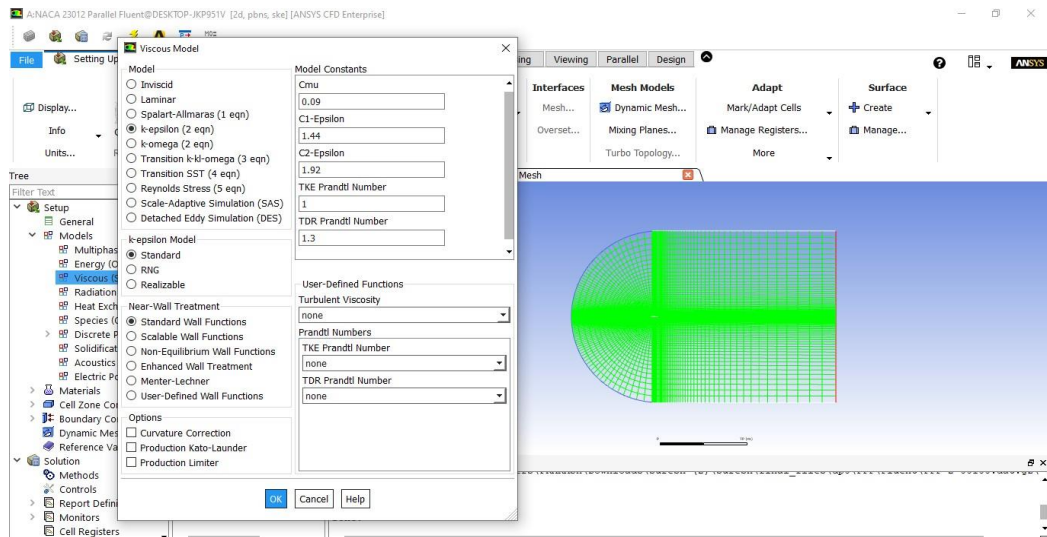 A:NACA 23012 Parallel Fluent@DESKTOP-JKP951V [2d, pbns, ske] [ANSYS CFD Enterprise]
File
Setting Up
Viewing
Parallel
Design
ANSYS
Display...
Info
Units...
Interfaces
Mesh...
Overset...
Mesh Models
Dynamic Mesh...
Mixing Planes...
Turbo Topology...
Adapt
Mark/Adapt Cells
Manage Registers...
More
Surface
Create
Manage...
Tree
Filter Text
Setup
General
Models
Multiphas
Energy (O
Viscous (S
Radiation
Heat Exch
Species (O
Discrete P
Solidificat
Acoustics
Electric Po
Materials
Cell Zone Cor
Boundary Co
Dynamic Mes
Reference Va
Solution
Methods
Controls
Report Defini
Monitors
Cell Registers
Viscous Model
Model
Inviscid
Laminar
Spalart-Allmaras (1 eqn)
k-epsilon (2 eqn)
k-omega (2 eqn)
Transition k-kl-omega (3 eqn)
Transition SST (4 eqn)
Reynolds Stress (5 eqn)
Scale-Adaptive Simulation (SAS)
Detached Eddy Simulation (DES)
k-epsilon Model
Standard
RNG
Realizable
Near-Wall Treatment
Standard Wall Functions
Scalable Wall Functions
Non-Equilibrium Wall Functions
Enhanced Wall Treatment
Menter-Lechner
User-Defined Wall Functions
Options
Curvature Correction
Production Kato-Launder
Production Limiter
Model Constants
Cmu
0.09
C1-Epsilon
1.44
C2-Epsilon
1.92
TKE Prandtl Number
1
TDR Prandtl Number
1.3
User-Defined Functions
Turbulent Viscosity
none
Prandtl Numbers
TKE Prandtl Number
none
TDR Prandtl Number
none
OK
Cancel
Help
Mesh